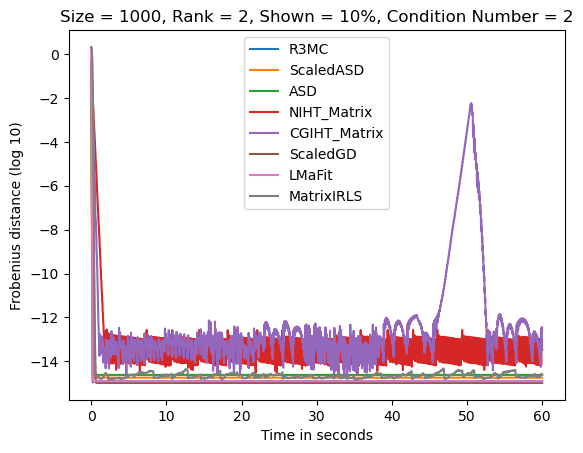 Size = 1000, Rank = 2, Shown = 10%, Condition Number = 2
Frobenius distance (log 10)
0
−2
−4
−6
−8
−10
−12
−14
R3MC
ScaledASD
ASD
NIHT_Matrix
CGIHT_Matrix
ScaledGD
LMaFit
MatrixIRLS
0 10 20 30 40 50 60
Time in seconds